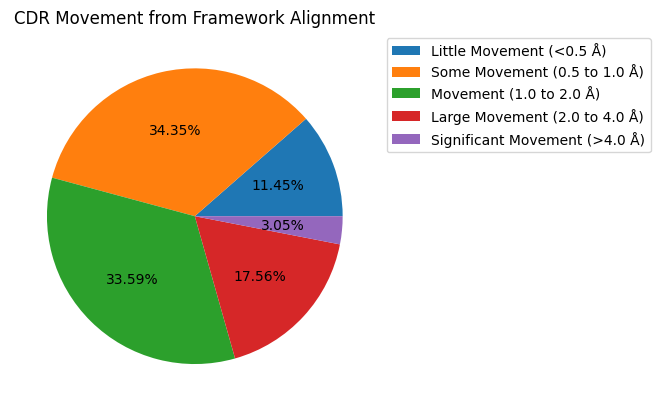 CDR Movement from Framework Alignment
Little Movement (<0.5 Å)
Some Movement (0.5 to 1.0 Å)
Movement (1.0 to 2.0 Å)
Large Movement (2.0 to 4.0 Å)
Significant Movement (>4.0 Å)
34.35%
11.45%
3.05%
33.59%
17.56%